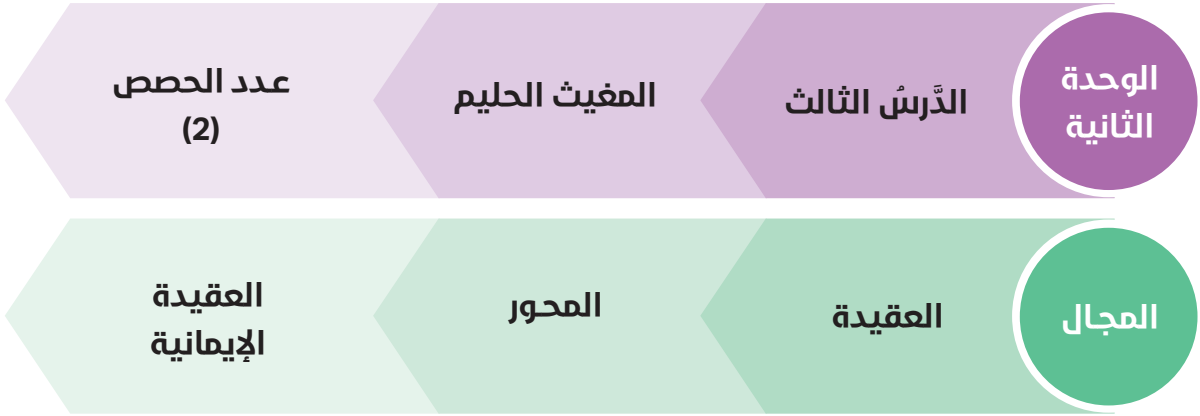 الوحدة
الثانية
الدَّرسُ الثالث
المغيث الحليم
عدد الحصص
(2)
المجال
العقيدة
المحور
العقيدة
الإيمانية